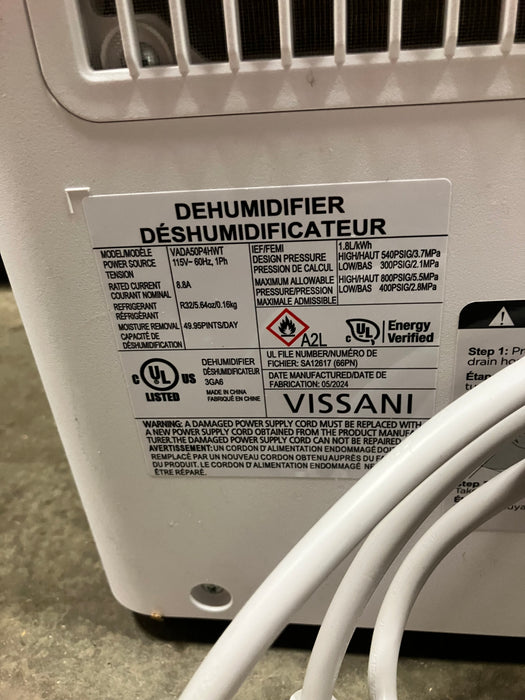 DEHUMIDIFIER
DÉSHUMIDIFICATEUR
MODEL/MODÈLE VADA50P4HWT
POWER SOURCE 115V~ 60Hz, 1Ph
TENSION
RATED CURRENT 8.8A
COURANT NOMINAL
REFRIGERANT R32/5.64oz/0.16kg
RÉFRIGÉRANT
MOISTURE REMOVAL 49.95PINTS/DAY
CAPACITÉ DE
DÉSHUMIDIFICATION
IEF/FEMI 1.8L/kWh
DESIGN PRESSURE HIGH/HAUT 540PSIG/3.7MPa
PRESSION DE CALCUL LOW/BAS 300PSIG/2.1MPa
MAXIMUM ALLOWABLE HIGH/HAUT 800PSIG/5.5MPa
PRESSURE/PRESSION LOW/BAS 400PSIG/2.8MPa
MAXIMALE ADMISSIBLE
A2L
C UL Energy
Verified
C UL US
LISTED
DEHUMIDIFIER
DÉSHUMIDIFICATEUR
3GA6
MADE IN CHINA
FABRIQUÉ EN CHINE
UL FILE NUMBER/NUMÉRO DE
FICHIER: SA12617 (66PN)
DATE MANUFACTURED/DATE DE
FABRICATION: 05/2024
VISSANI
WARNING: A DAMAGED POWER SUPPLY CORD MUST BE REPLACED WITH
A NEW POWER SUPPLY CORD OBTAINED FROM THE PRODUCT MANUFAC
TURER.THE DAMAGED POWER SUPPLY CORD CAN NOT BE REPAIRED
AVERTISSEMENT: UN CORDON D'ALIMENTATION ENDOMMAGÉ DO
REMPLACÉ PAR UN NOUVEAU CORDON OBTENU AUPRÈS DU FA
DU PRODUIT. LE CORDON D'ALIMENTATION ENDOMMAGÉ NE
ÊTRE RÉPARÉ.
Step 1: Pr
drain ho
Étap